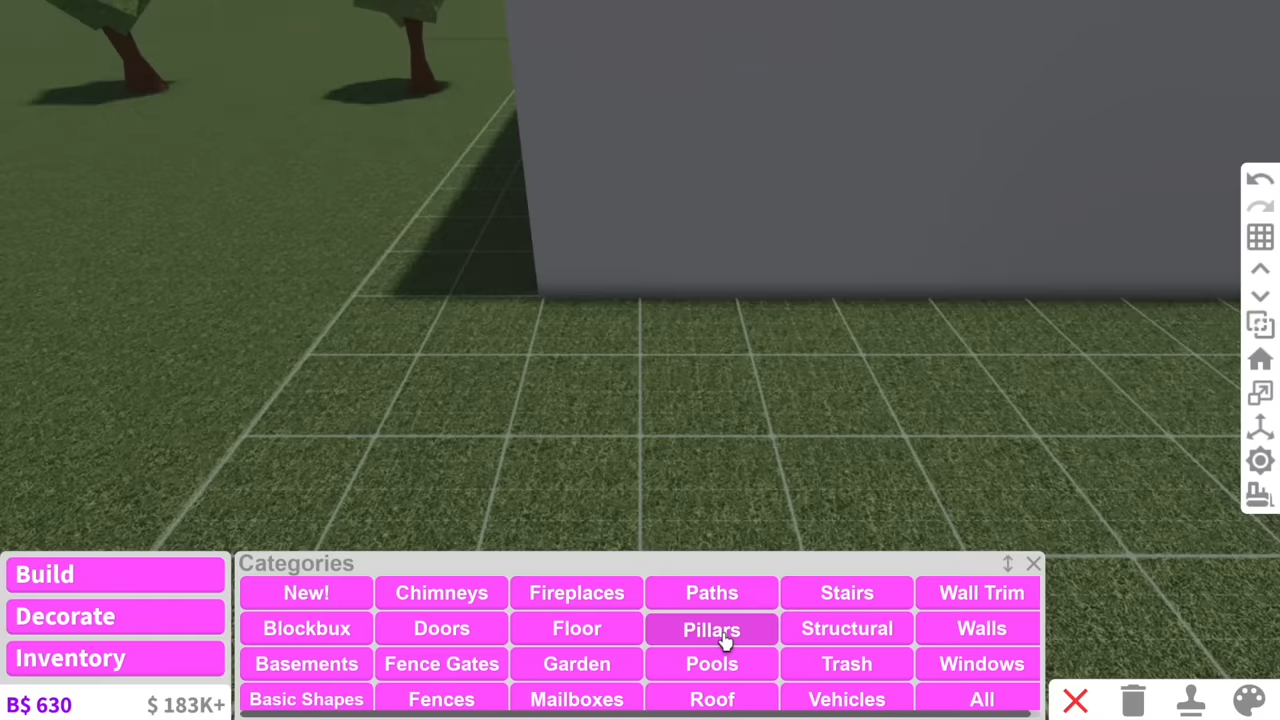 Build
Decorate
Inventory
B$ 630 $ 183K+
Categories
New! Chimneys Fireplaces Paths Stairs Wall Trim
Blockbux Doors Floor Pillars Structural Walls
Basements Fence Gates Garden Pools Trash Windows
Basic Shapes Fences Mailboxes Roof Vehicles All